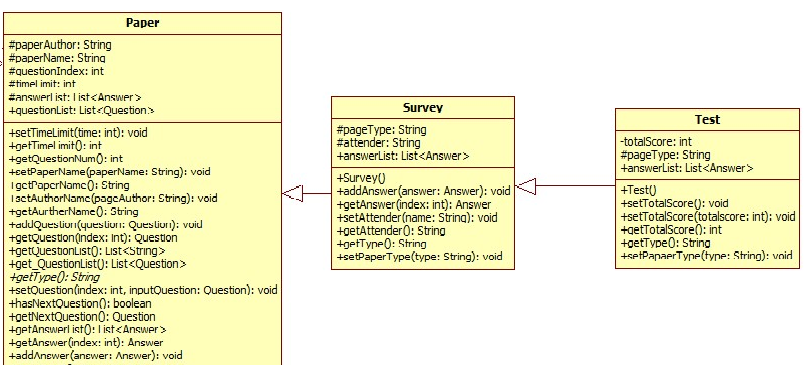 Paper
#paperAuthor: String
#paperName: String
#questionIndex: int
#timeLimit: int
#answerList: List<Answer>
+questionList: List<Question>
+setTimeLimit(time: int): void
+getTimeLimit(): int
+getQuestionNum(): int
+setPaperName(paperName: String): void
+getPaperName(): String
+setAuthorName(pageAuthor: String): void
+getAurtherName(): String
+addQuestion(question: Question): void
+getQuestion(index: int): Question
+getQuestionList(): List<String>
+get_QuestionList(): List<Question>
+getType(): String
+setQuestion(index: int, inputQuestion: Question): void
+hasNextQuestion(): boolean
+getNextQuestion(): Question
+getAnswerList(): List<Answer>
+getAnswer(index: int): Answer
+addAnswer(answer: Answer): void
Survey
#pageType: String
#attender: String
+answerList: List<Answer>
+Survey()
+addAnswer(answer: Answer): void
+getAnswer(index: int): Answer
+setAttender(name: String): void
+getAttender(): String
+getType(): String
+setPaperType(type: String): void
Test
-totalScore: int
#pageType: String
+answerList: List<Answer>
+Test()
+setTotalScore(): void
+setTotalScore(totalscore: int): void
+getTotalScore(): int
+getType(): String
+setPapaerType(type: String): void